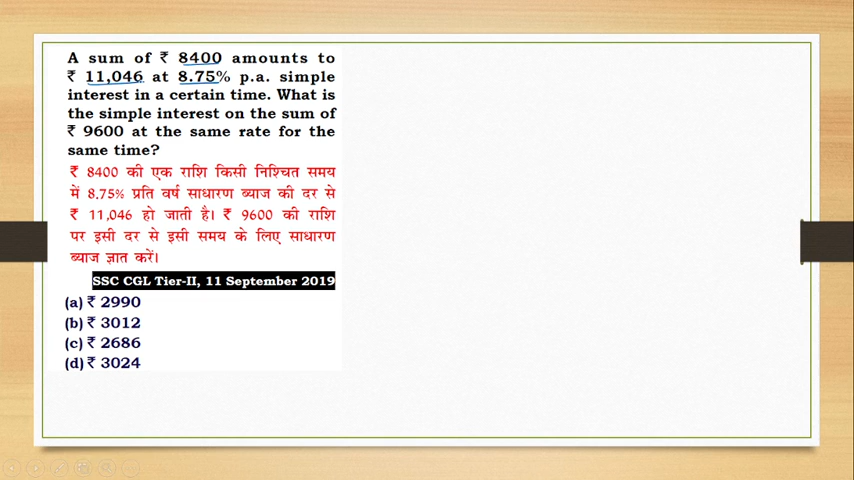 A sum of ₹ 8400 amounts to
₹ 11,046 at 8.75% p.a. simple
interest in a certain time. What is
the simple interest on the sum of
₹ 9600 at the same rate for the
same time?
₹ 8400 की एक राशि किसी निश्चित समय
में 8.75% प्रति वर्ष साधारण ब्याज की दर से
₹ 11,046 हो जाती है। ₹ 9600 की राशि
पर इसी दर से इसी समय के लिए साधारण
ब्याज ज्ञात करें।
SSC CGL Tier-II, 11 September 2019
(a) ₹ 2990
(b) ₹ 3012
(c) ₹ 2686
(d) ₹ 3024